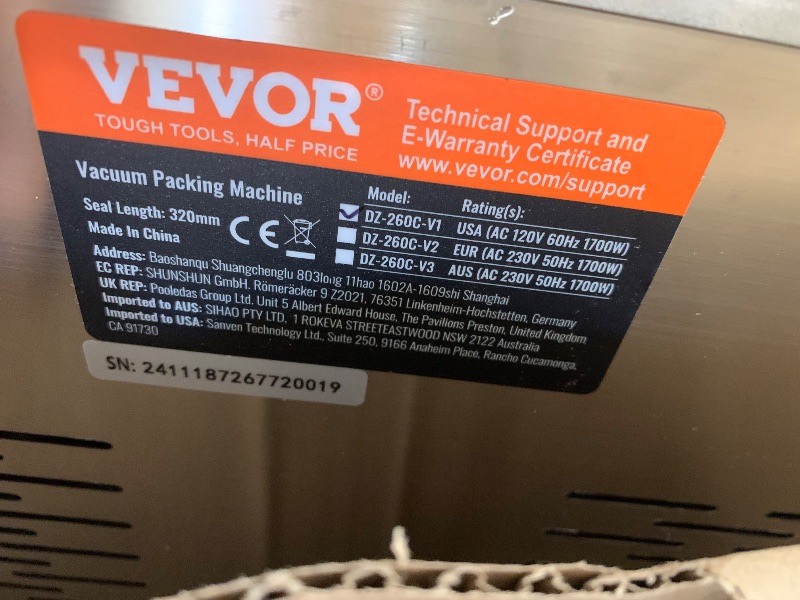 VEVOR®
TOUGH TOOLS, HALF PRICE
Technical Support and
E-Warranty Certificate
www.vevor.com/support
Vacuum Packing Machine
Seal Length: 320mm
Made In China
CE
Model: Rating(s):
DZ-260C-V1 USA (AC 120V 60Hz 1700W)
DZ-260C-V2 EUR (AC 230V 50Hz 1700W)
DZ-260C-V3 AUS (AC 230V 50Hz 1700W)
Address: Baoshanqu Shuangchenglu 803long 11hao 1602A-1609shi Shanghai
EC REP: SHUNSHUN GmbH. Römeräcker 9 Z2021, 76351 Linkenheim-Hochstetten, Germany
UK REP: Pooledas Group Ltd. Unit 5 Albert Edward House, The Pavilions Preston, United Kingdom
Imported to AUS: SIHAO PTY LTD, 1 ROKEVA STREETEASTWOOD NSW 2122 Australia
Imported to USA: Sanven Technology Ltd., Suite 250, 9166 Anaheim Place, Rancho Cucamonga,
CA 91730
SN: 2411187267720019